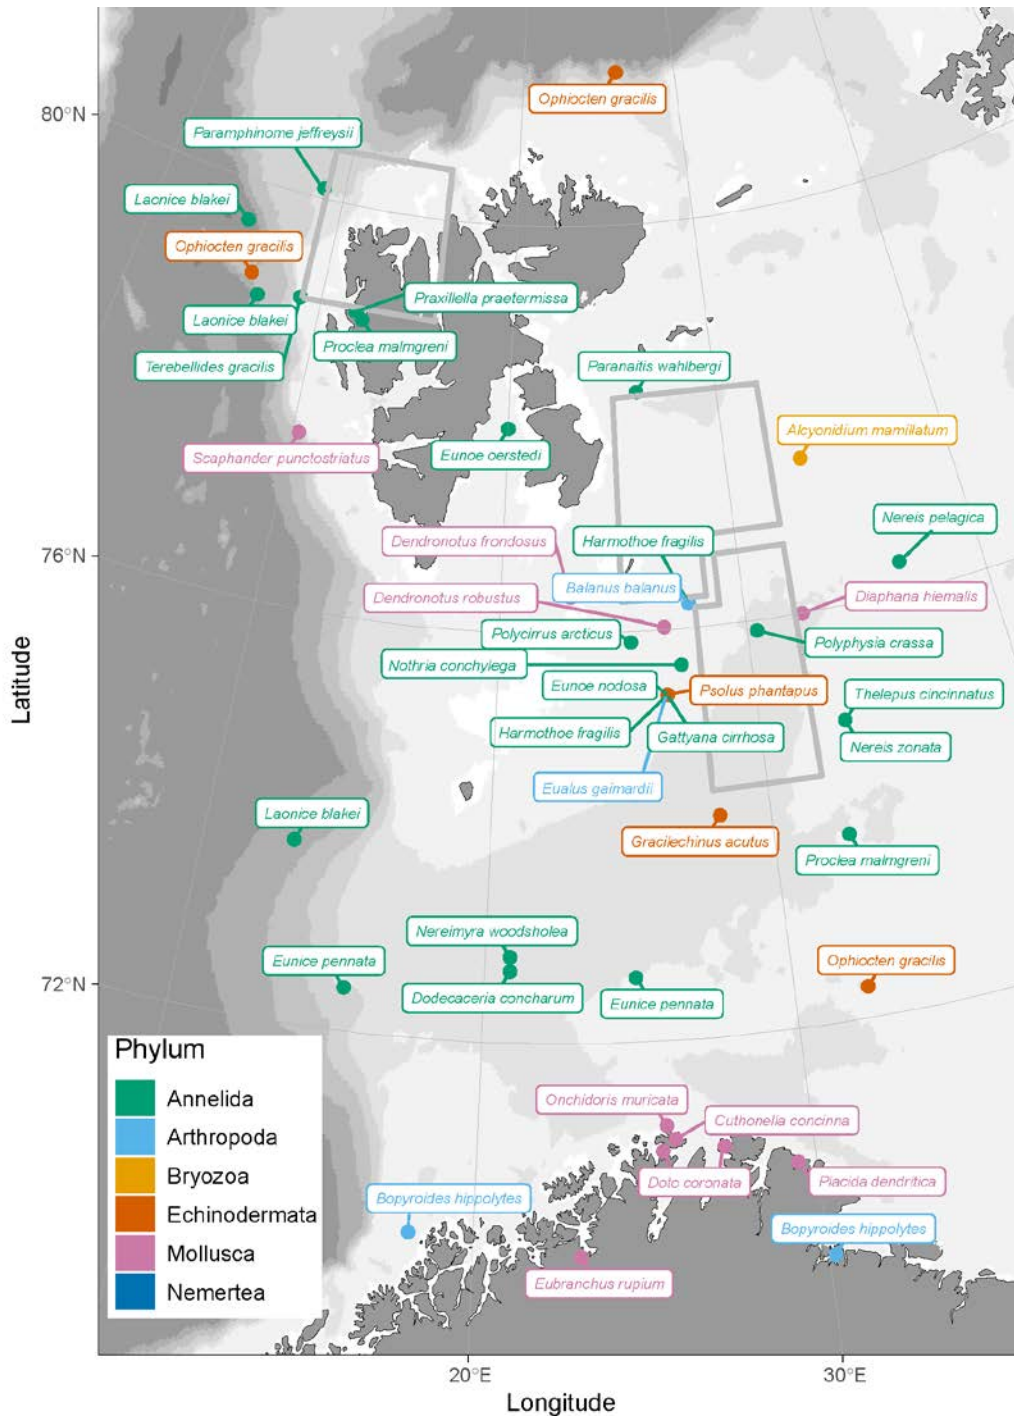 Ophiocten gracilis
80°N
Paramphinome jeffreysii
Laonice blakei
Ophiocten gracilis
Praxillella praetermissa
Laonice blakei
Proclea malmgreni
Terebellides gracilis
Paranaitis wahlbergi
Alcyonidium mamillatum
Scaphander punctostriatus
Eunoe oerstedi
Nereis pelagica
Dendronotus frondosus
Harmothoe fragilis
76°N
Balanus balanus
Dendronotus robustus
Diaphana hiemalis
Polycirrus arcticus
Polyphysia crassa
Nothria conchylega
Eunoe nodosa
Psolus phantapus
Thelepus cincinnatus
Harmothoe fragilis
Gattyana cirrhosa
Nereis zonata
Eualus gaimardii
Laonice blakei
Gracilechinus acutus
Proclea malmgreni
Nereimyra woodsholea
Eunice pennata
Ophiocten gracilis
72°N
Dodecaceria concharum
Eunice pennata
Phylum
Annelida
Arthropoda
Bryozoa
Echinodermata
Mollusca
Nemertea
Onchidoris muricata
Cuthonella concinna
Doto coronata
Placida dendritica
Bopyroides hippolytes
Bopyroides hippolytes
Eubranchus rupium
20°E
30°E
Longitude
Latitude